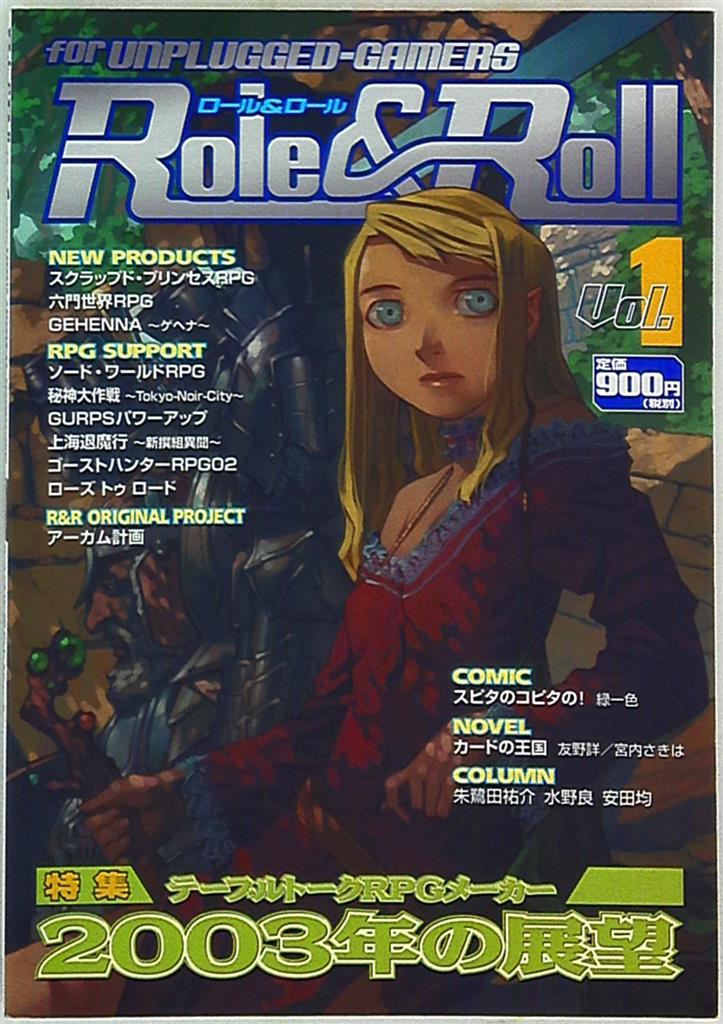 for UNPLUGGED-GAMERS
ロール&ロール
Role&Roll
Vol.1
定価
900円
(税別)
NEW PRODUCTS
スクラップド・プリンセスRPG
六門世界RPG
GEHENNA ～ゲヘナ～
RPG SUPPORT
ソード・ワールドRPG
秘神大作戦 ～Tokyo-Noir-City～
GURPSパワーアップ
上海退魔行 ～新撰組異聞～
ゴーストハンターRPG02
ローズ トゥ ロード
R&R ORIGINAL PROJECT
アーカム計画
COMIC
スピタのコピタの! 緑一色
NOVEL
カードの王国 友野詳／宮内さきは
COLUMN
朱鷺田祐介 水野良 安田均
特集
テーブルトークRPGメーカー
2003年の展望